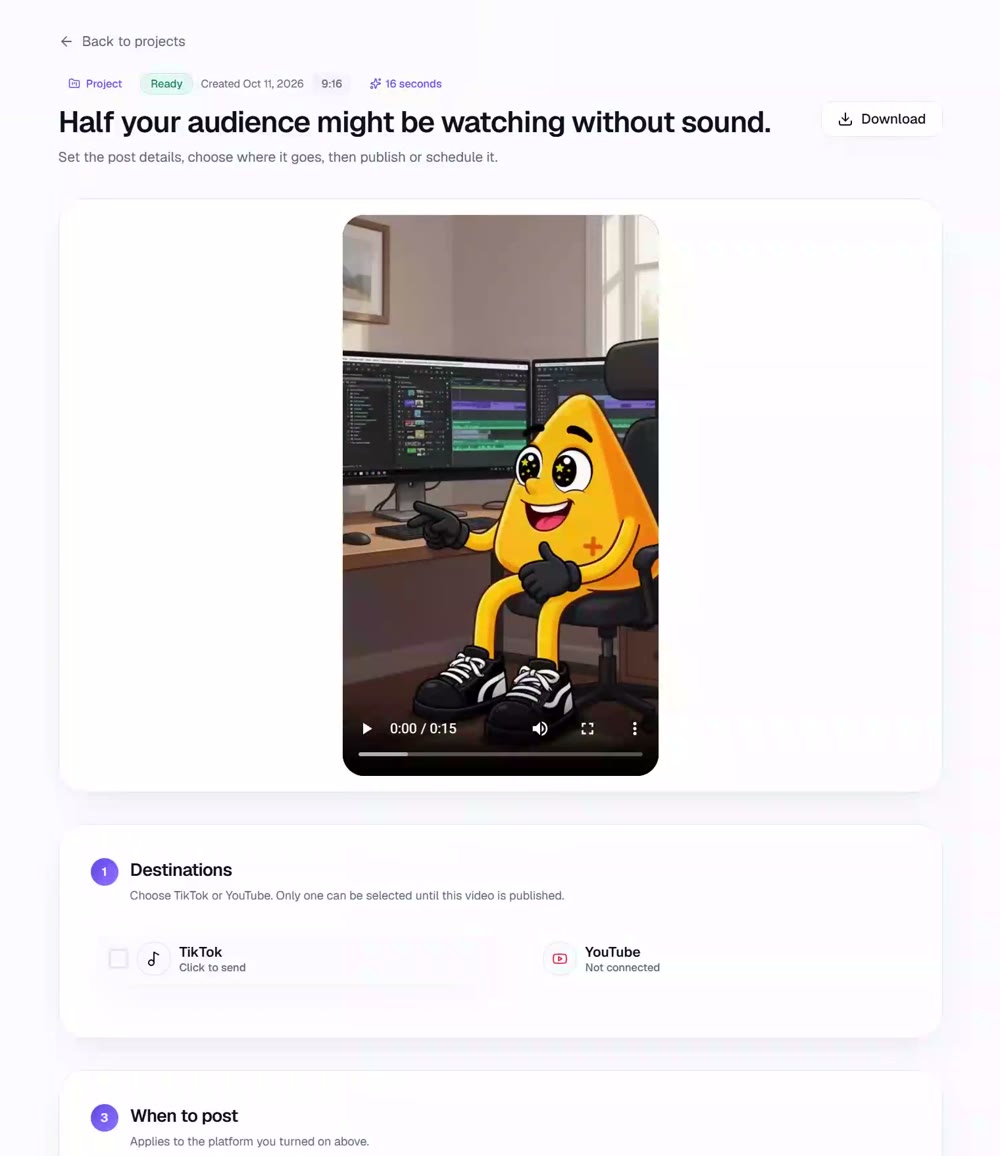 Back to projects
Project Ready Created Oct 11, 2026 9:16 16 seconds
Half your audience might be watching without sound.
Download
Set the post details, choose where it goes, then publish or schedule it.
0:00 / 0:15
1 Destinations
Choose TikTok or YouTube. Only one can be selected until this video is published.
TikTok
Click to send
YouTube
Not connected
3 When to post
Applies to the platform you turned on above.